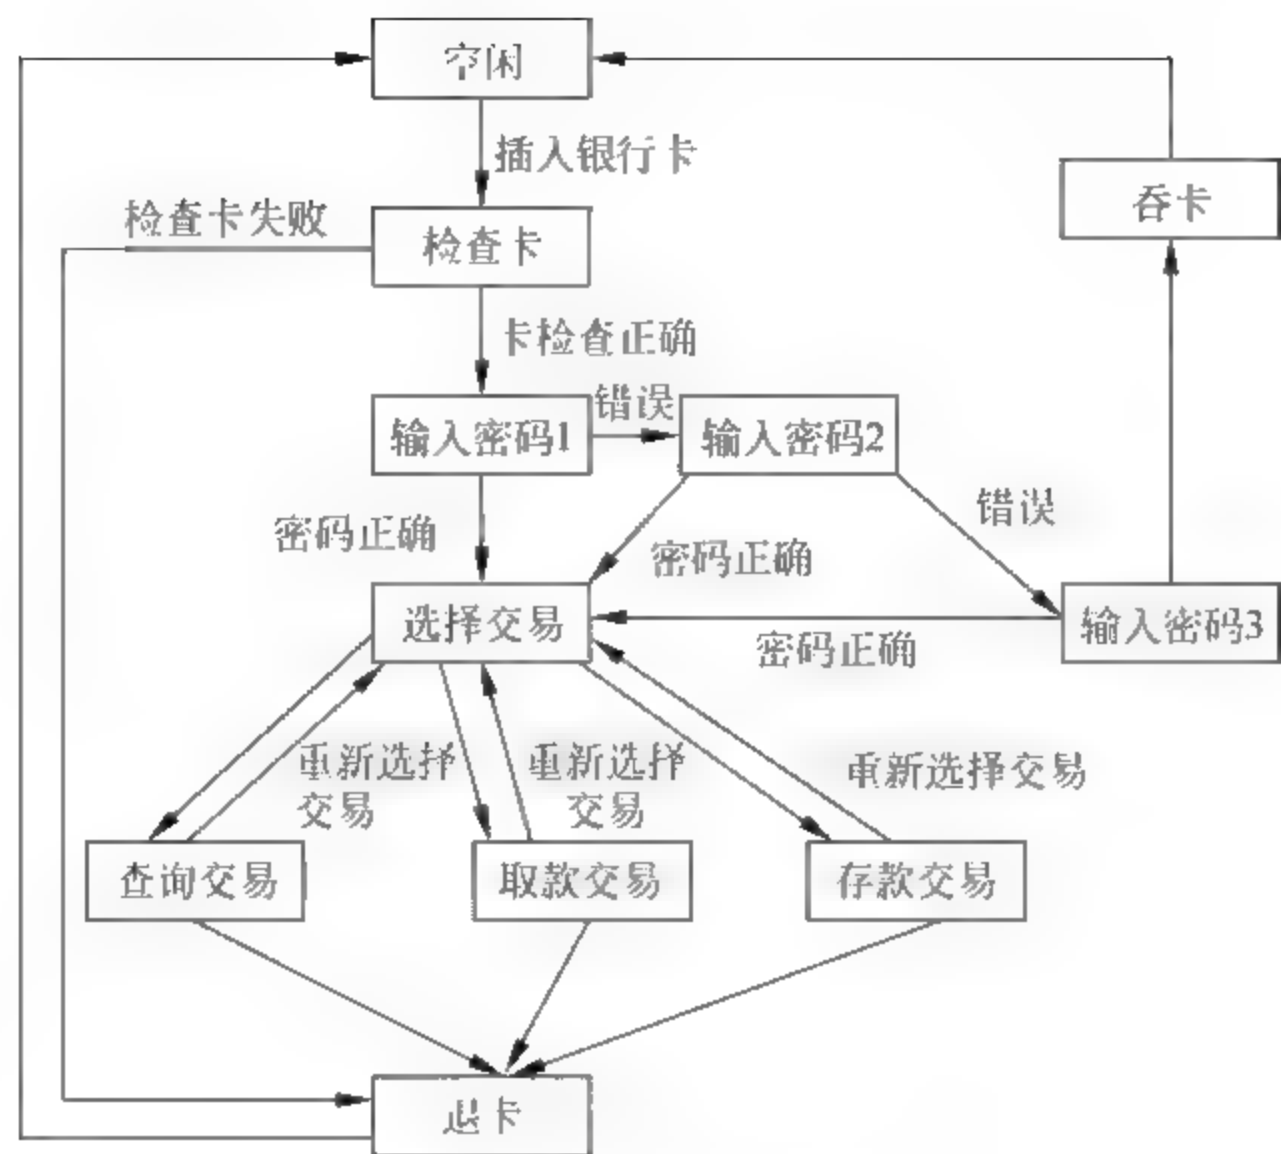 空闲
插入银行卡
吞卡
检查卡失败
检查卡
卡检查正确
错误
输入密码1
输入密码2
错误
密码正确
密码正确
选择交易
输入密码3
密码正确
重新选择
交易
重新选择
交易
重新选择交易
查询交易
取款交易
存款交易
退卡